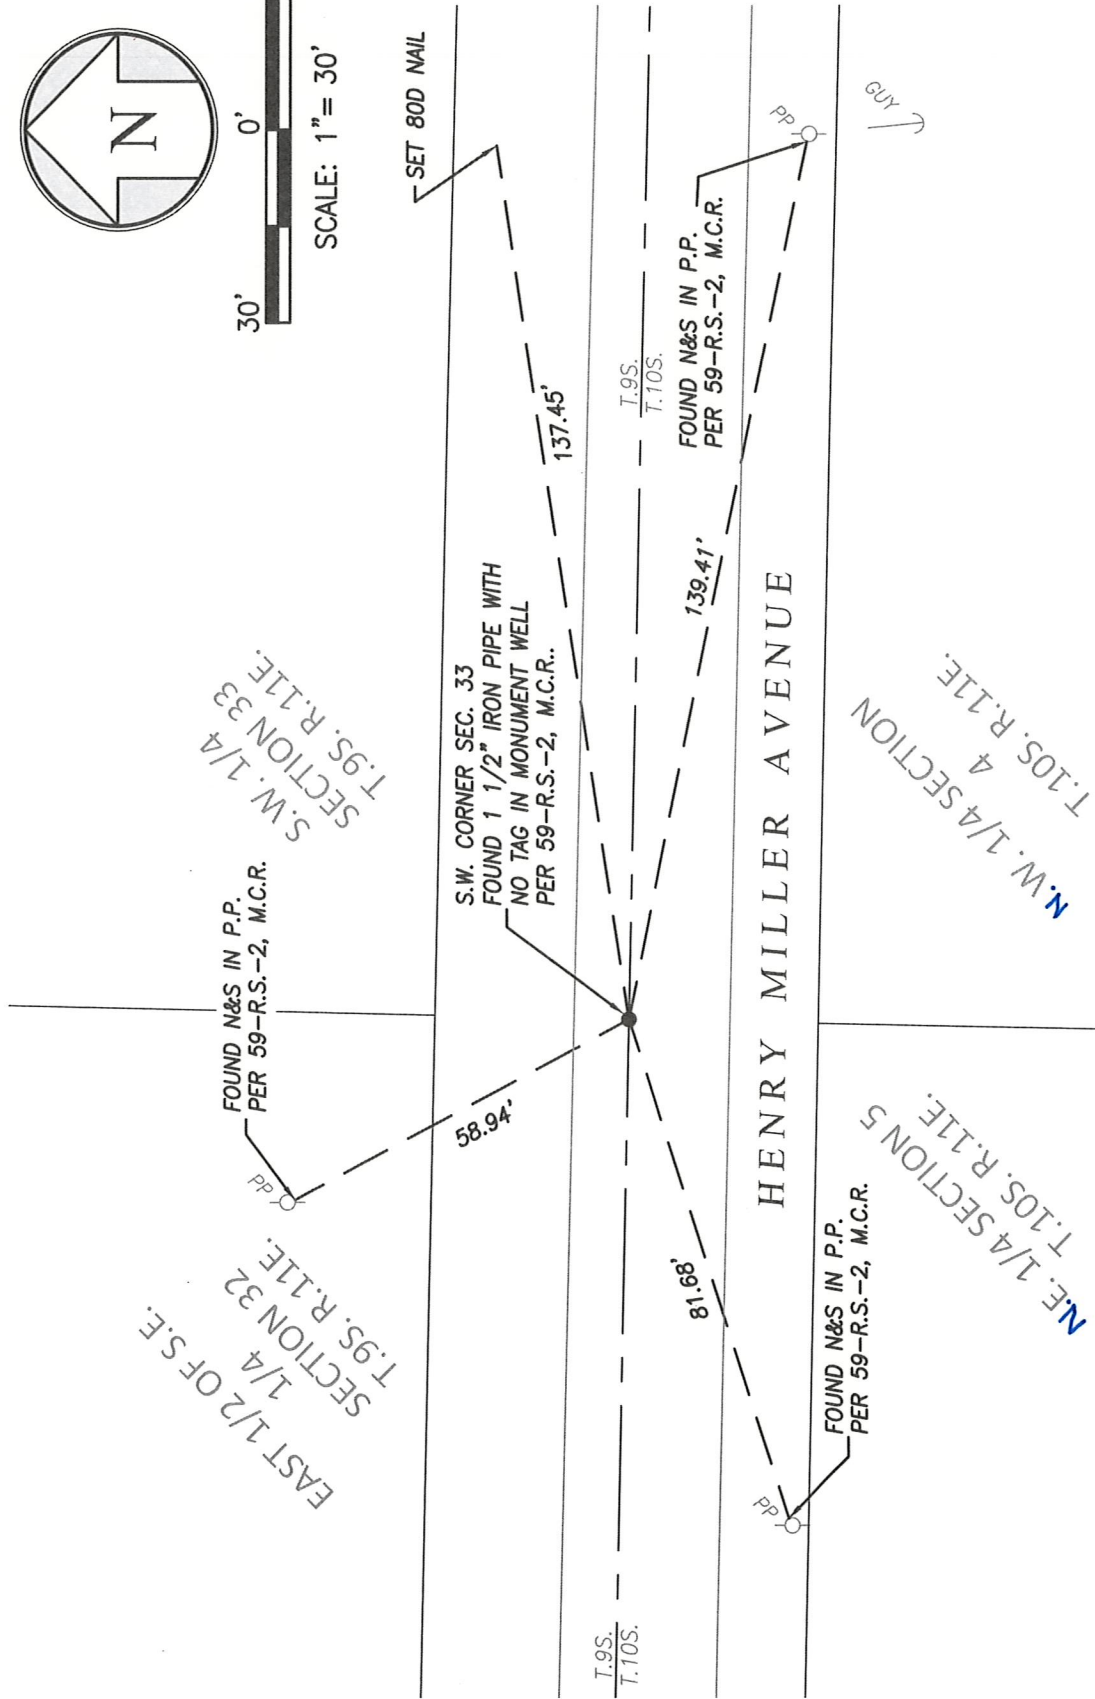 N
30'
0'
SCALE: 1"= 30'
SET 80D NAIL
S.W. 1/4
SECTION 33
T.9S. R.11E.
FOUND N&S IN P.P.
PER 59-R.S.-2, M.C.R.
PP
EAST 1/2 OF S.E.
1/4
SECTION 32
T.9S. R.11E.
S.W. CORNER SEC. 33
FOUND 1 1/2" IRON PIPE WITH
NO TAG IN MONUMENT WELL
PER 59-R.S.-2, M.C.R..
58.94'
137.45'
T.9S.
T.10S.
T.9S.
T.10S.
FOUND N&S IN P.P.
PER 59-R.S.-2, M.C.R.
PP
GUY
139.41'
81.68'
HENRY MILLER AVENUE
PP
FOUND N&S IN P.P.
PER 59-R.S.-2, M.C.R.
N.E. 1/4 SECTION 5
T.10S. R.11E.
N.W. 1/4 SECTION
4
T.10S. R.11E.